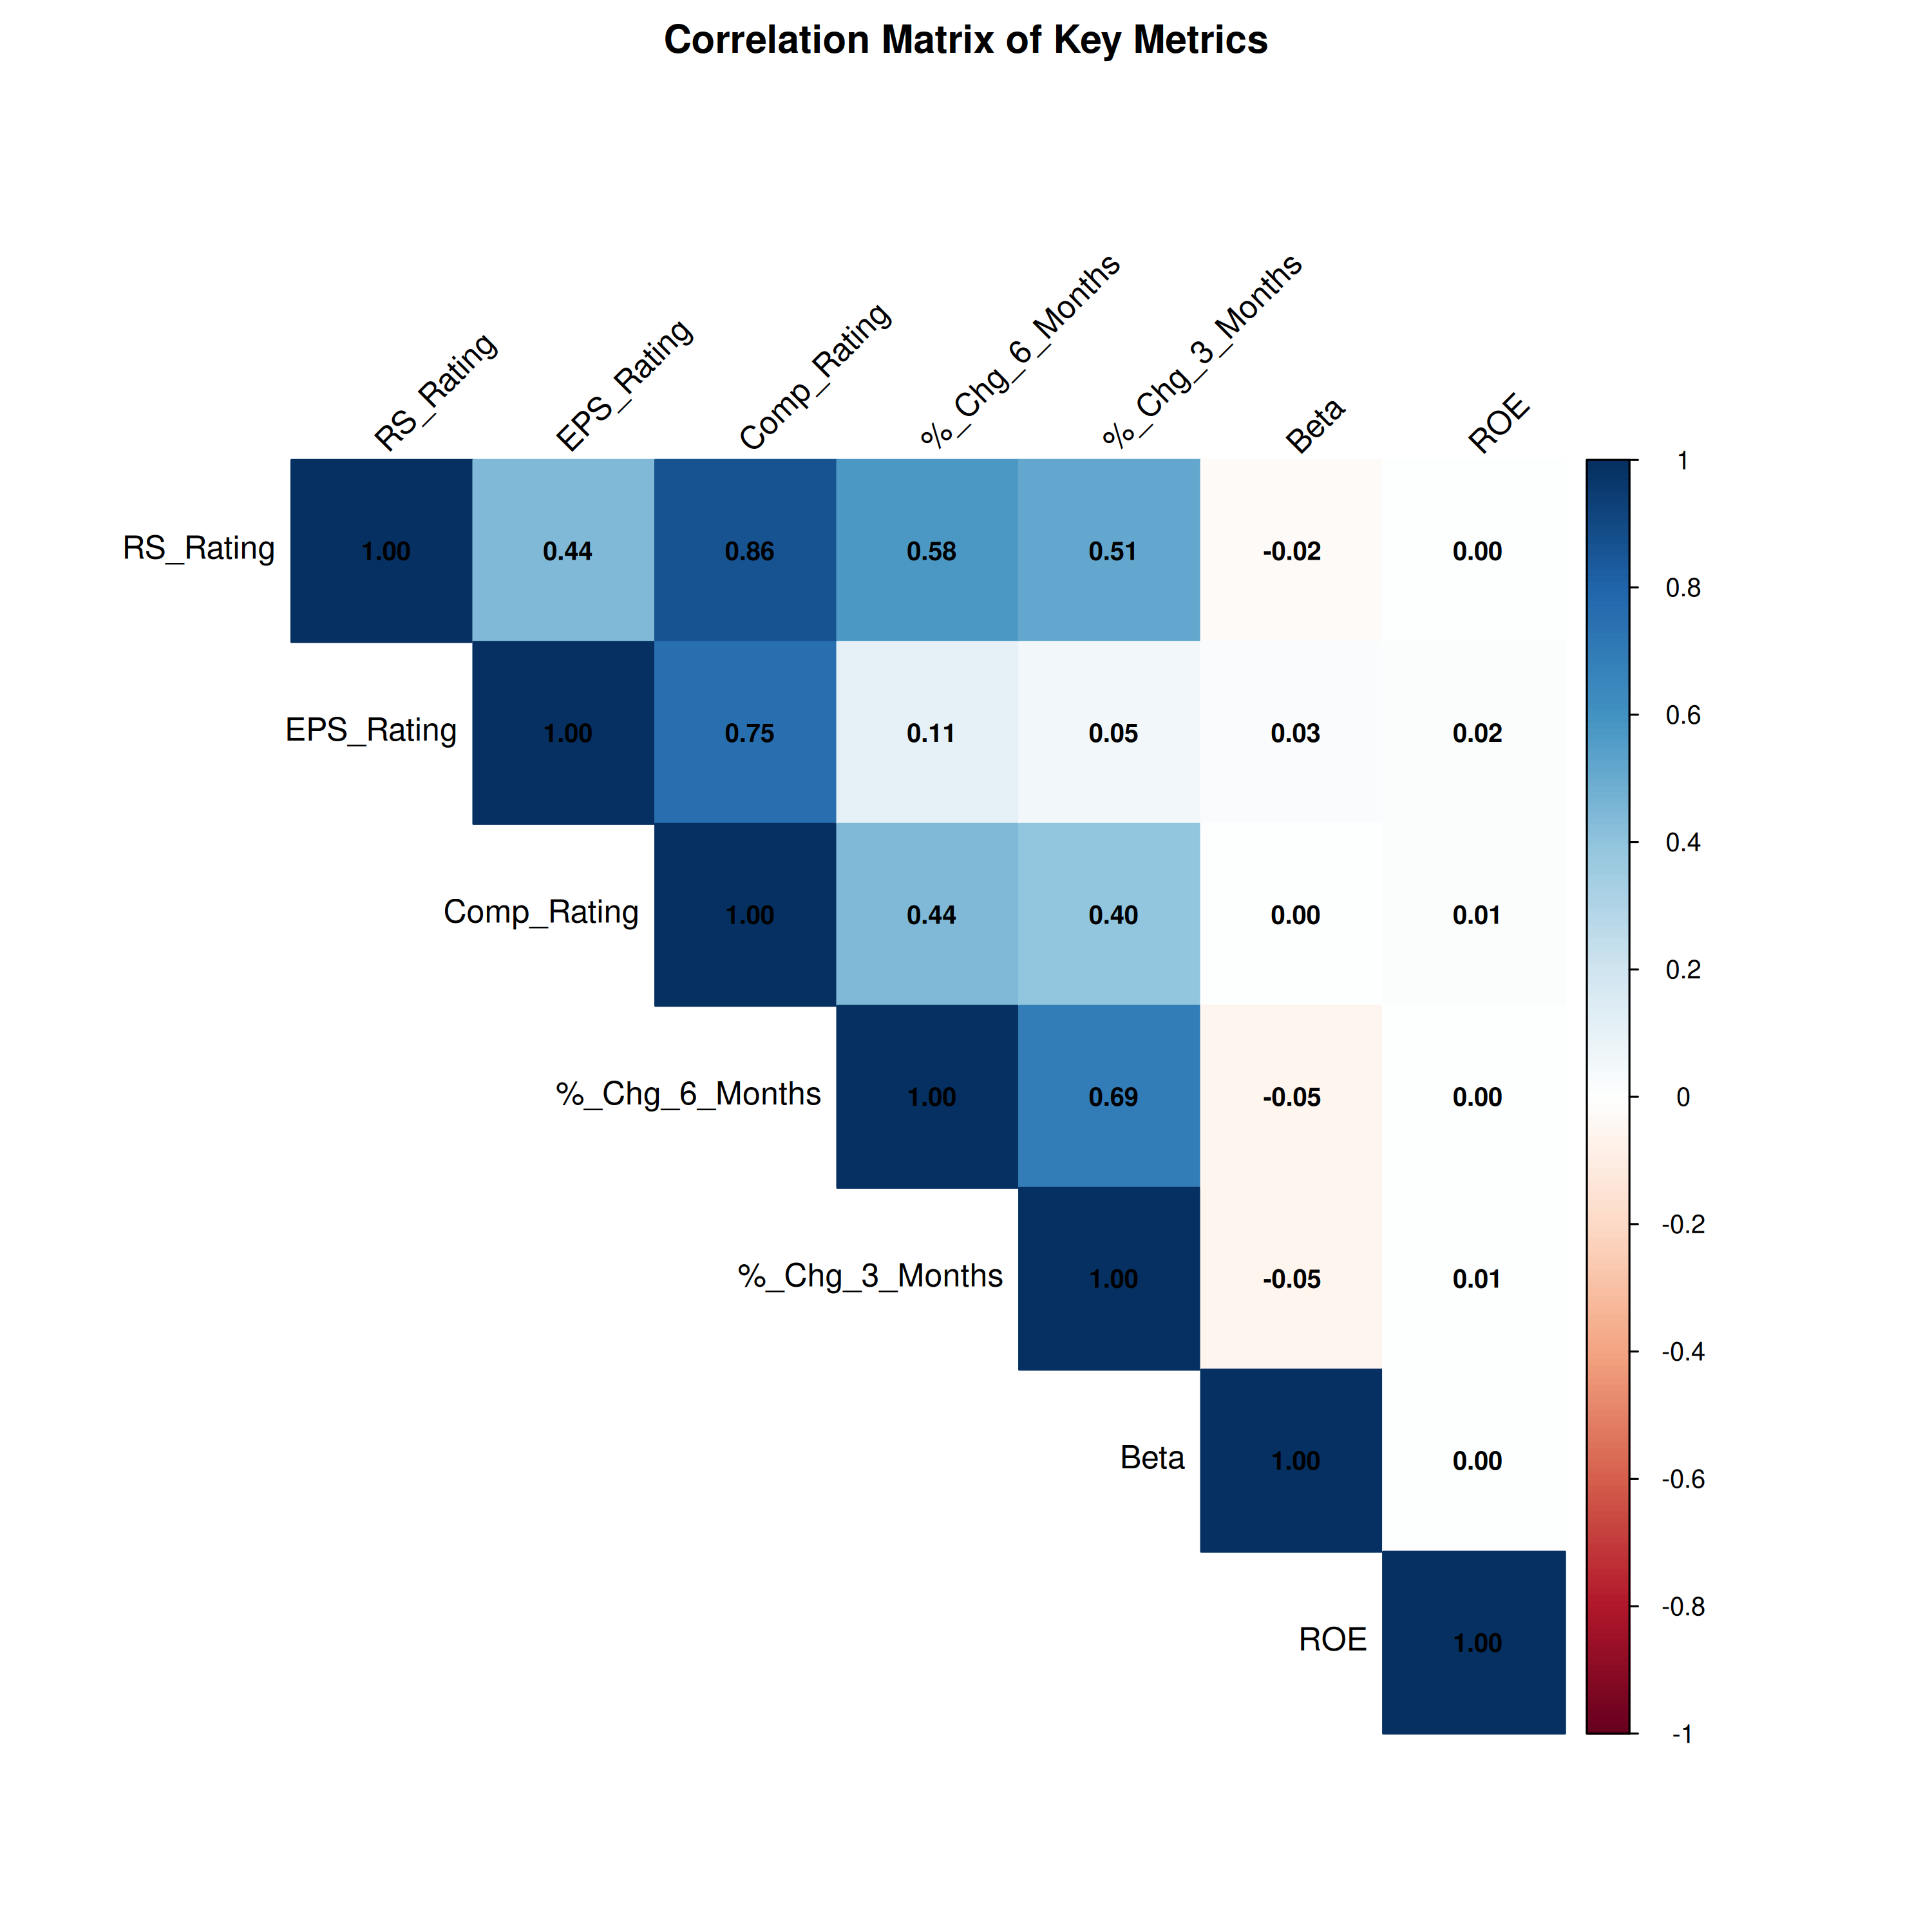 Correlation Matrix of Key Metrics
RS_Rating
EPS_Rating
Comp_Rating
%_Chg_6_Months
%_Chg_3_Months
Beta
ROE
RS_Rating 1.00 0.44 0.86 0.58 0.51 -0.02 0.00
EPS_Rating 1.00 0.75 0.11 0.05 0.03 0.02
Comp_Rating 1.00 0.44 0.40 0.00 0.01
%_Chg_6_Months 1.00 0.69 -0.05 0.00
%_Chg_3_Months 1.00 -0.05 0.01
Beta 1.00 0.00
ROE 1.00
1
0.8
0.6
0.4
0.2
0
-0.2
-0.4
-0.6
-0.8
-1